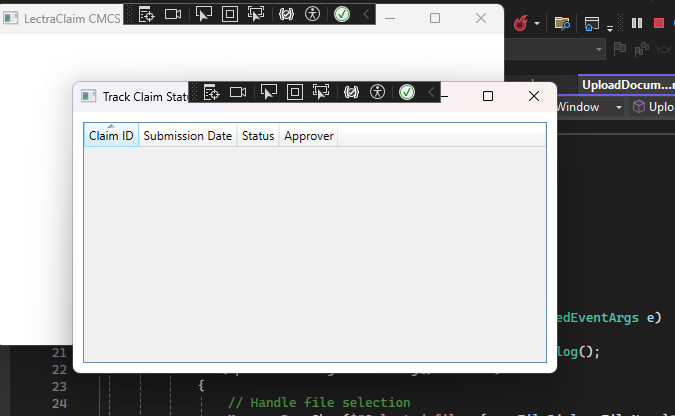 LectraClaim CMCS
UploadDocum...
Window
Uplo
Track Claim Statu
Claim ID Submission Date Status Approver
edEventArgs e)
21
log();
22
23 {
24 // Handle file selection